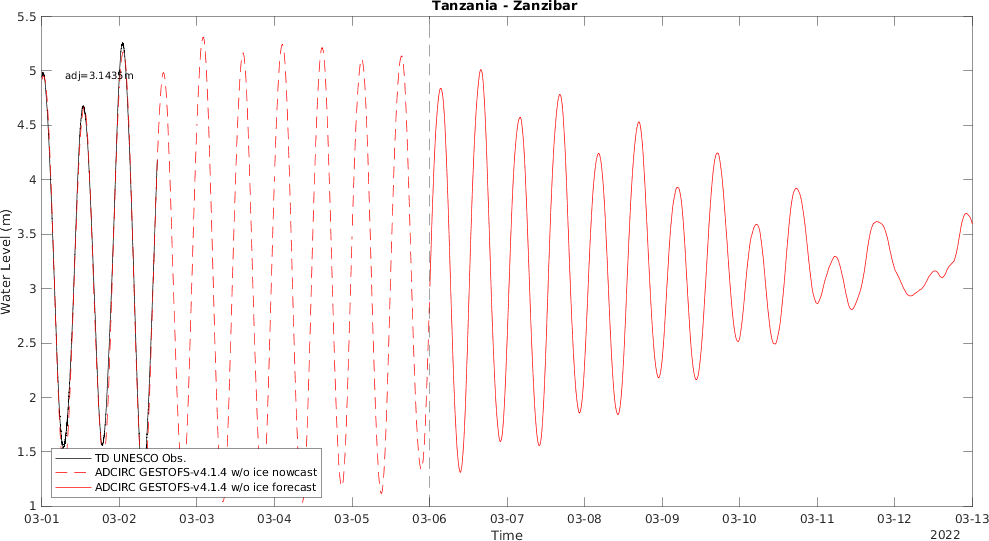 Tanzania - Zanzibar
5.5
5
4.5
4
3.5
3
2.5
2
1.5
1
Water Level (m)
adj=3.1435m
TD UNESCO Obs.
ADCIRC GESTOFS-v4.1.4 w/o ice nowcast
ADCIRC GESTOFS-v4.1.4 w/o ice forecast
03-01 03-02 03-03 03-04 03-05 03-06 03-07 03-08 03-09 03-10 03-11 03-12 03-13
Time
2022